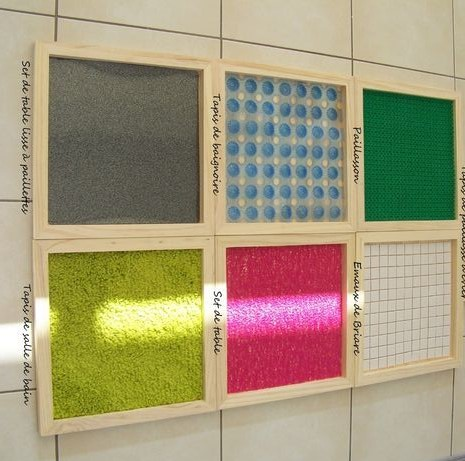 Set de table lisse à paillettes
Tapis de baignoire
Paillasson
Tapis de salle de bain
Set de table
Emaux de Briare